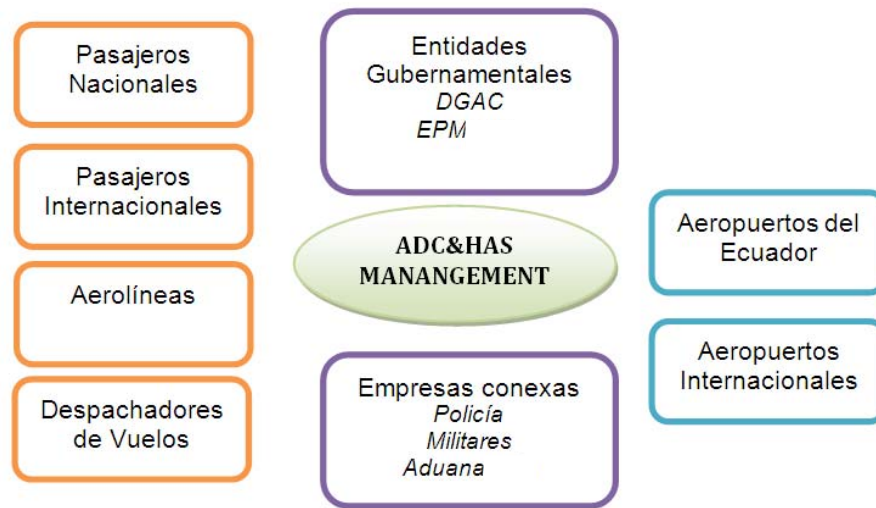 Pasajeros
Nacionales
Pasajeros
Internacionales
Aerolíneas
Despachadores
de Vuelos
Entidades
Gubernamentales
DGAC
EPM
ADC&HAS
MANANGEMENT
Empresas conexas
Policía
Militares
Aduana
Aeropuertos del
Ecuador
Aeropuertos
Internacionales